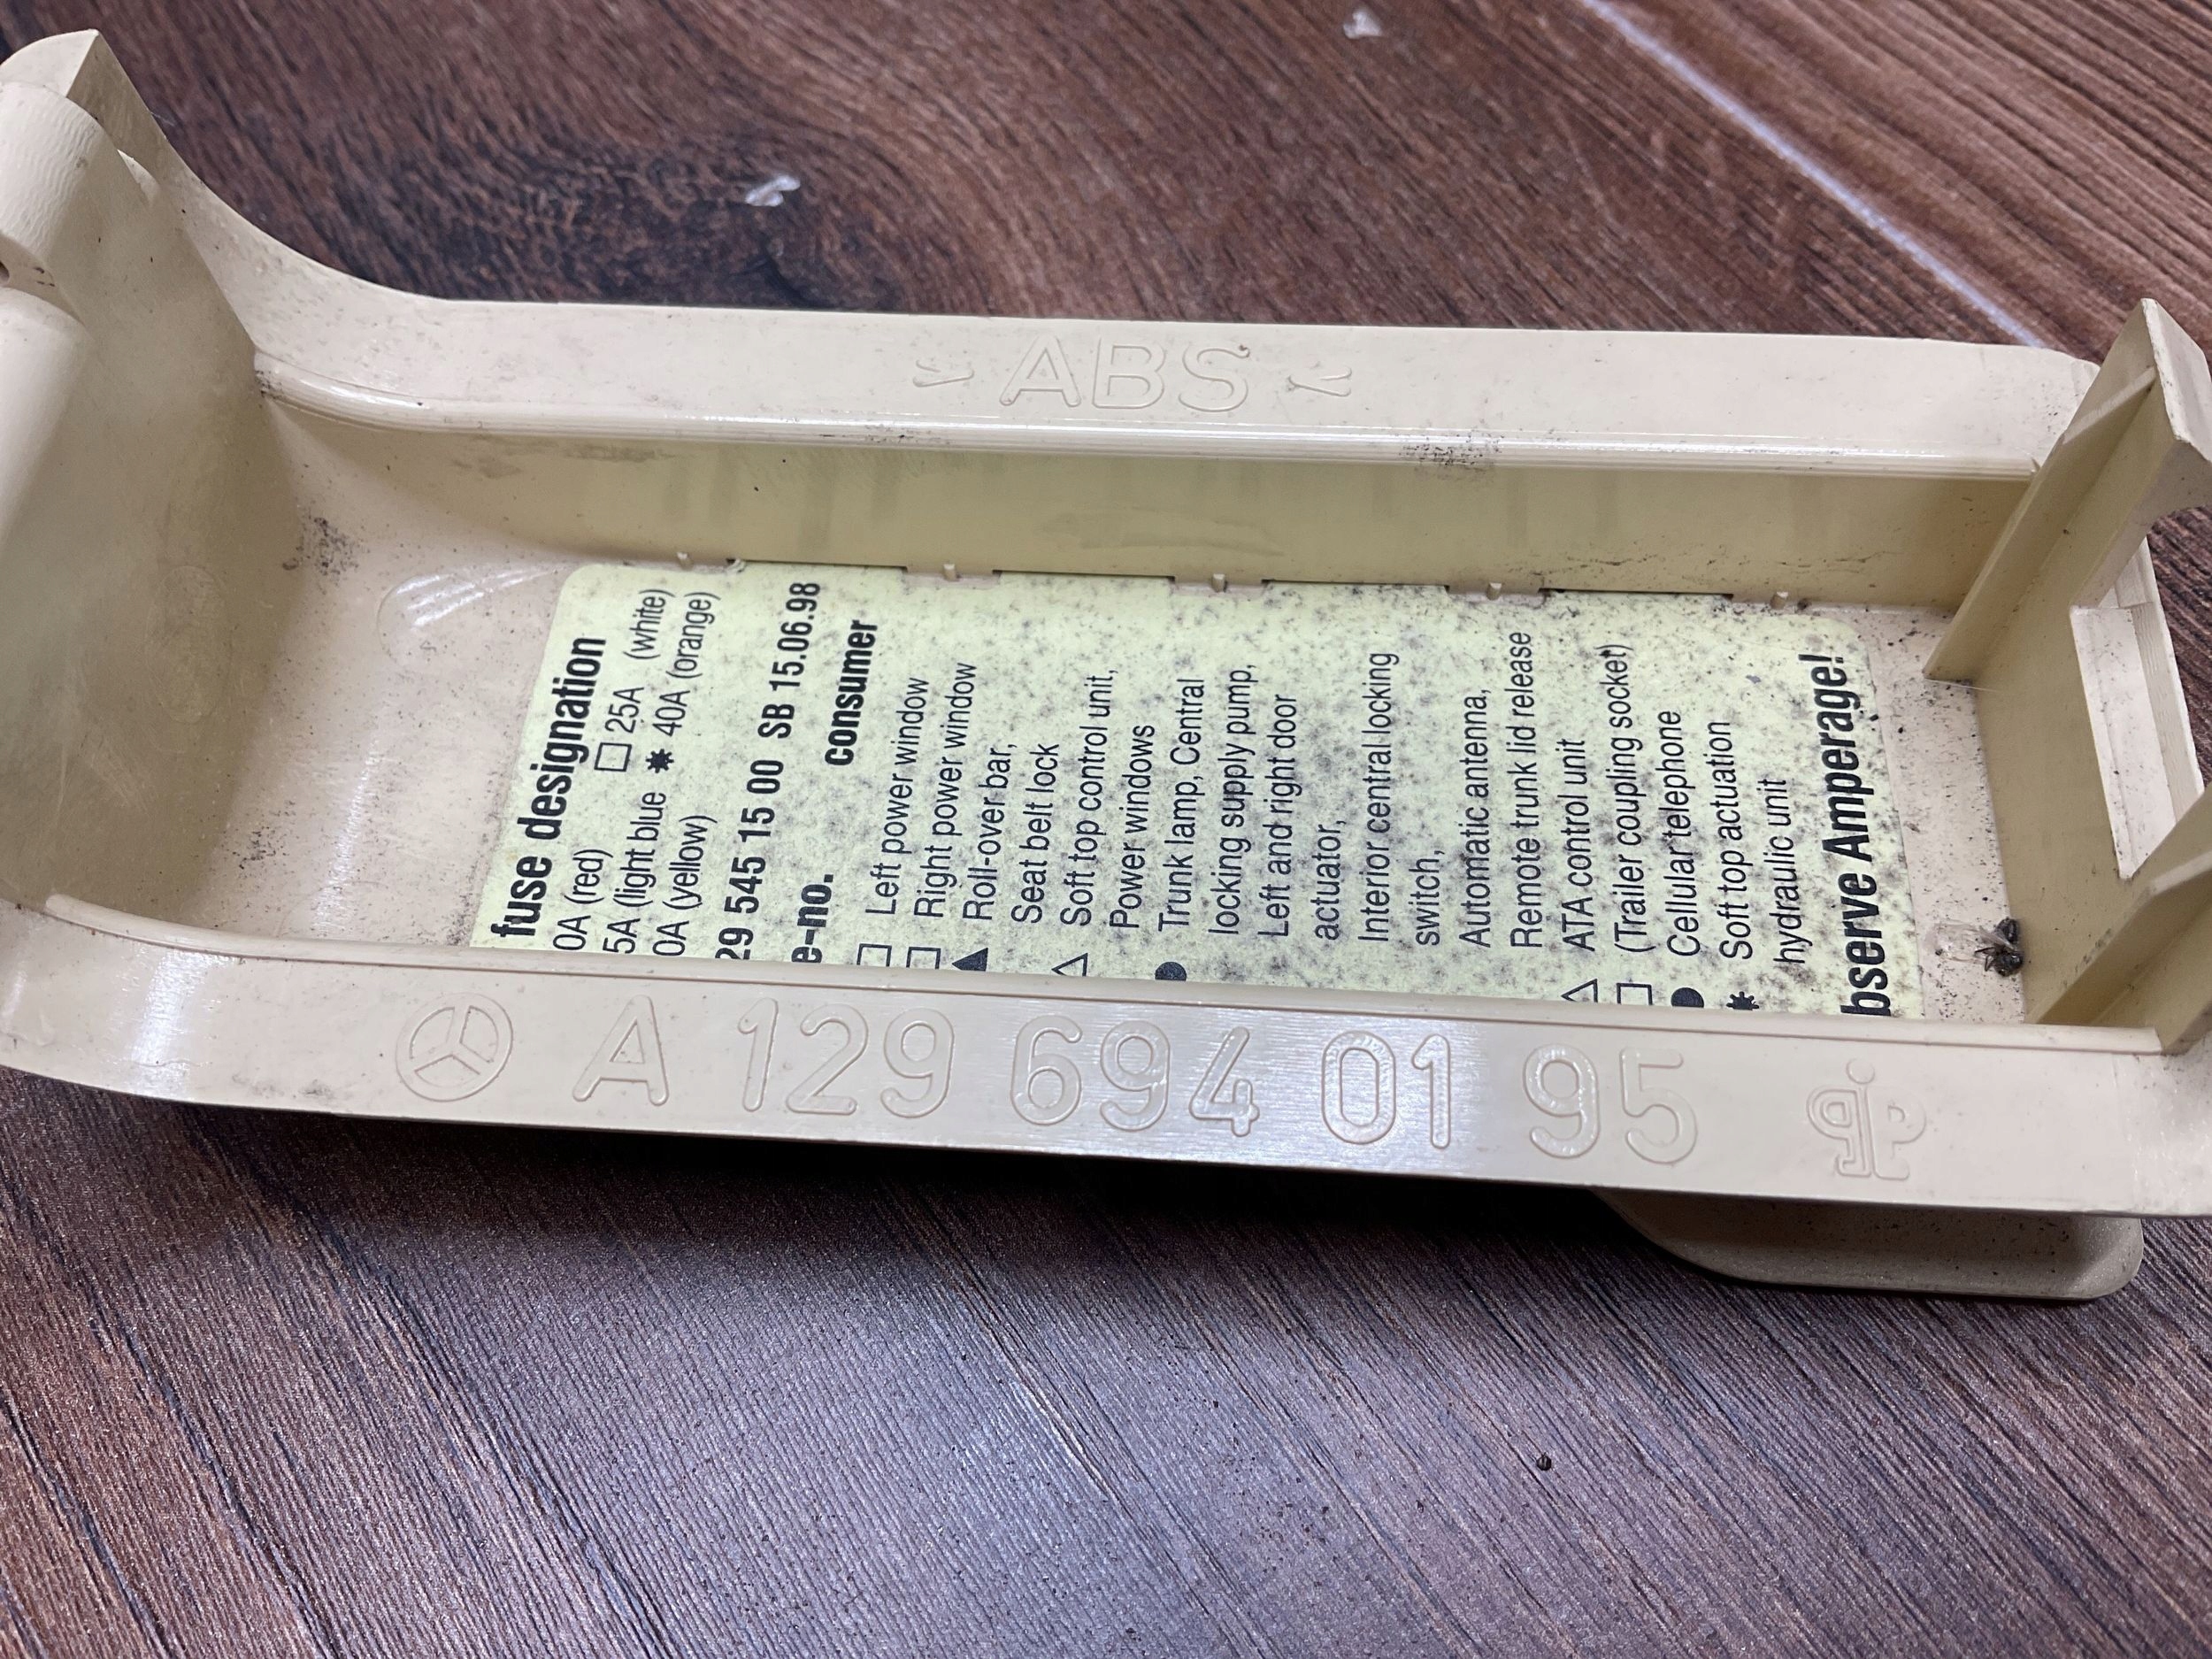 > ABS <
fuse designation
0A (red) □ 25A (white)
5A (light blue ✱ 40A (orange)
0A (yellow)
29 545 15 00 SB 15.06.98
e-no. consumer
□ Left power window
□ Right power window
▲ Roll-over bar,
Seat belt lock
△ Soft top control unit,
Power windows
● Trunk lamp, Central
locking supply pump,
Left and right door
actuator,
Interior central locking
switch,
Automatic antenna,
Remote trunk lid release
△ ATA control unit
□ (Trailer coupling socket)
● Cellular telephone
✱ Soft top actuation
hydraulic unit
bserve Amperage!
A 129 694 01 95